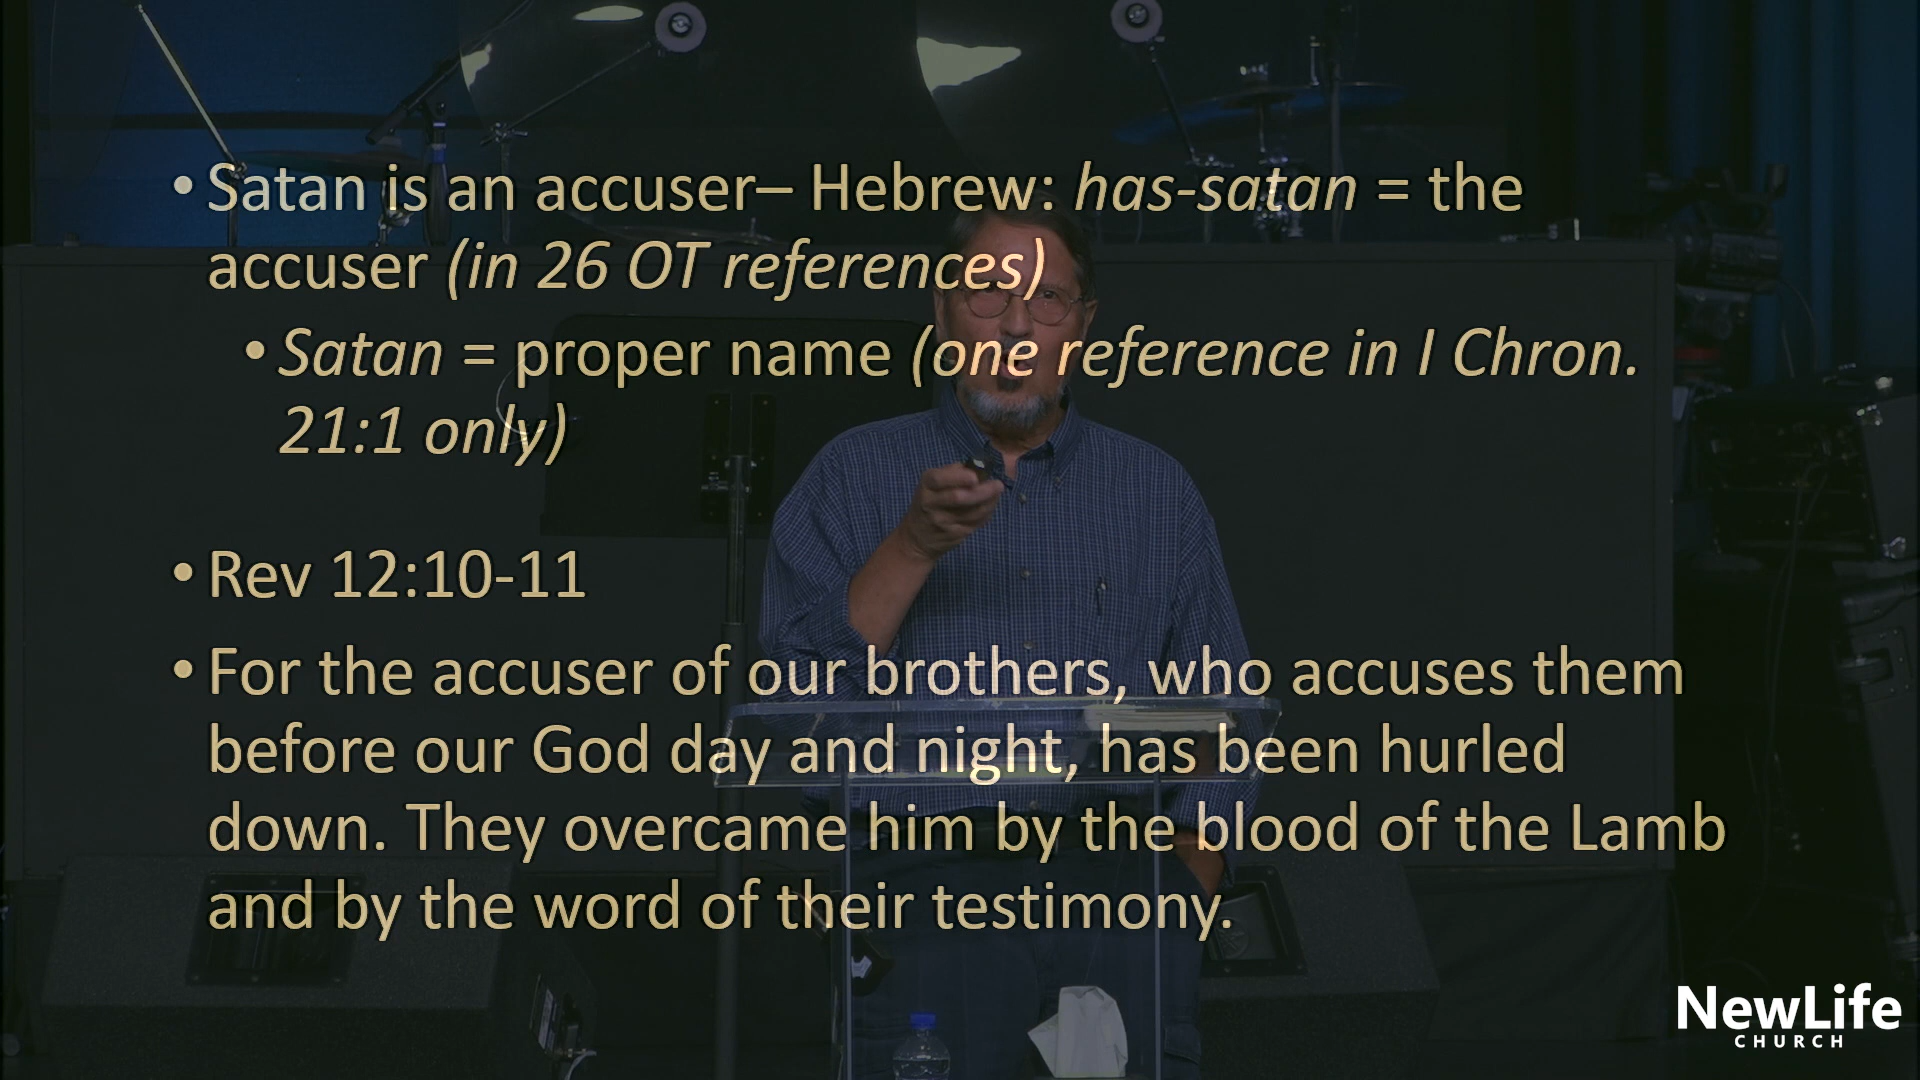 • Satan is an accuser– Hebrew: has-satan = the
accuser (in 26 OT references)
• Satan = proper name (one reference in I Chron.
21:1 only)
• Rev 12:10-11
• For the accuser of our brothers, who accuses them
before our God day and night, has been hurled
down. They overcame him by the blood of the Lamb
and by the word of their testimony.
NewLife
CHURCH